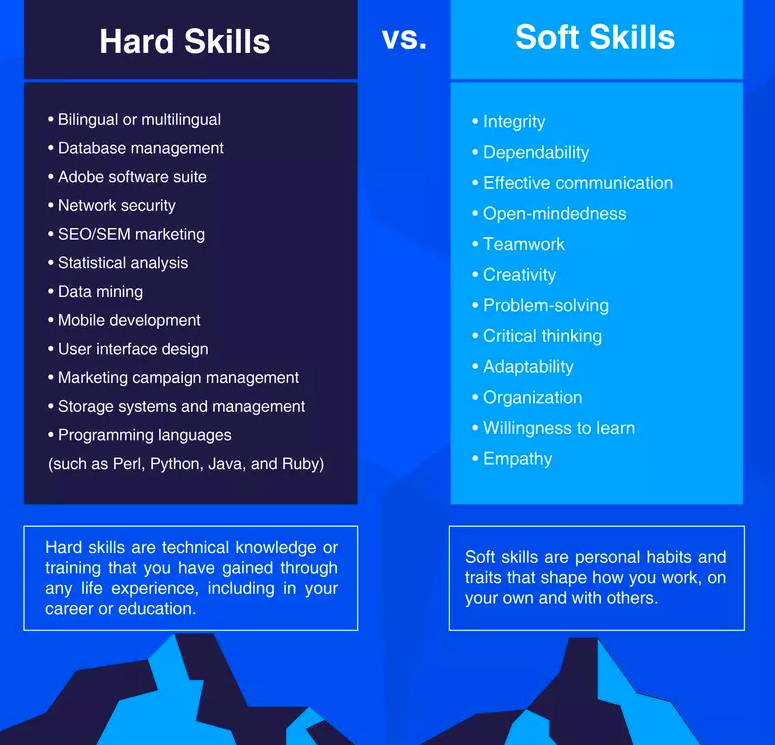 Hard Skills
vs.
Soft Skills
• Bilingual or multilingual
• Database management
• Adobe software suite
• Network security
• SEO/SEM marketing
• Statistical analysis
• Data mining
• Mobile development
• User interface design
• Marketing campaign management
• Storage systems and management
• Programming languages
(such as Perl, Python, Java, and Ruby)
• Integrity
• Dependability
• Effective communication
• Open-mindedness
• Teamwork
• Creativity
• Problem-solving
• Critical thinking
• Adaptability
• Organization
• Willingness to learn
• Empathy
Hard skills are technical knowledge or
training that you have gained through
any life experience, including in your
career or education.
Soft skills are personal habits and
traits that shape how you work, on
your own and with others.